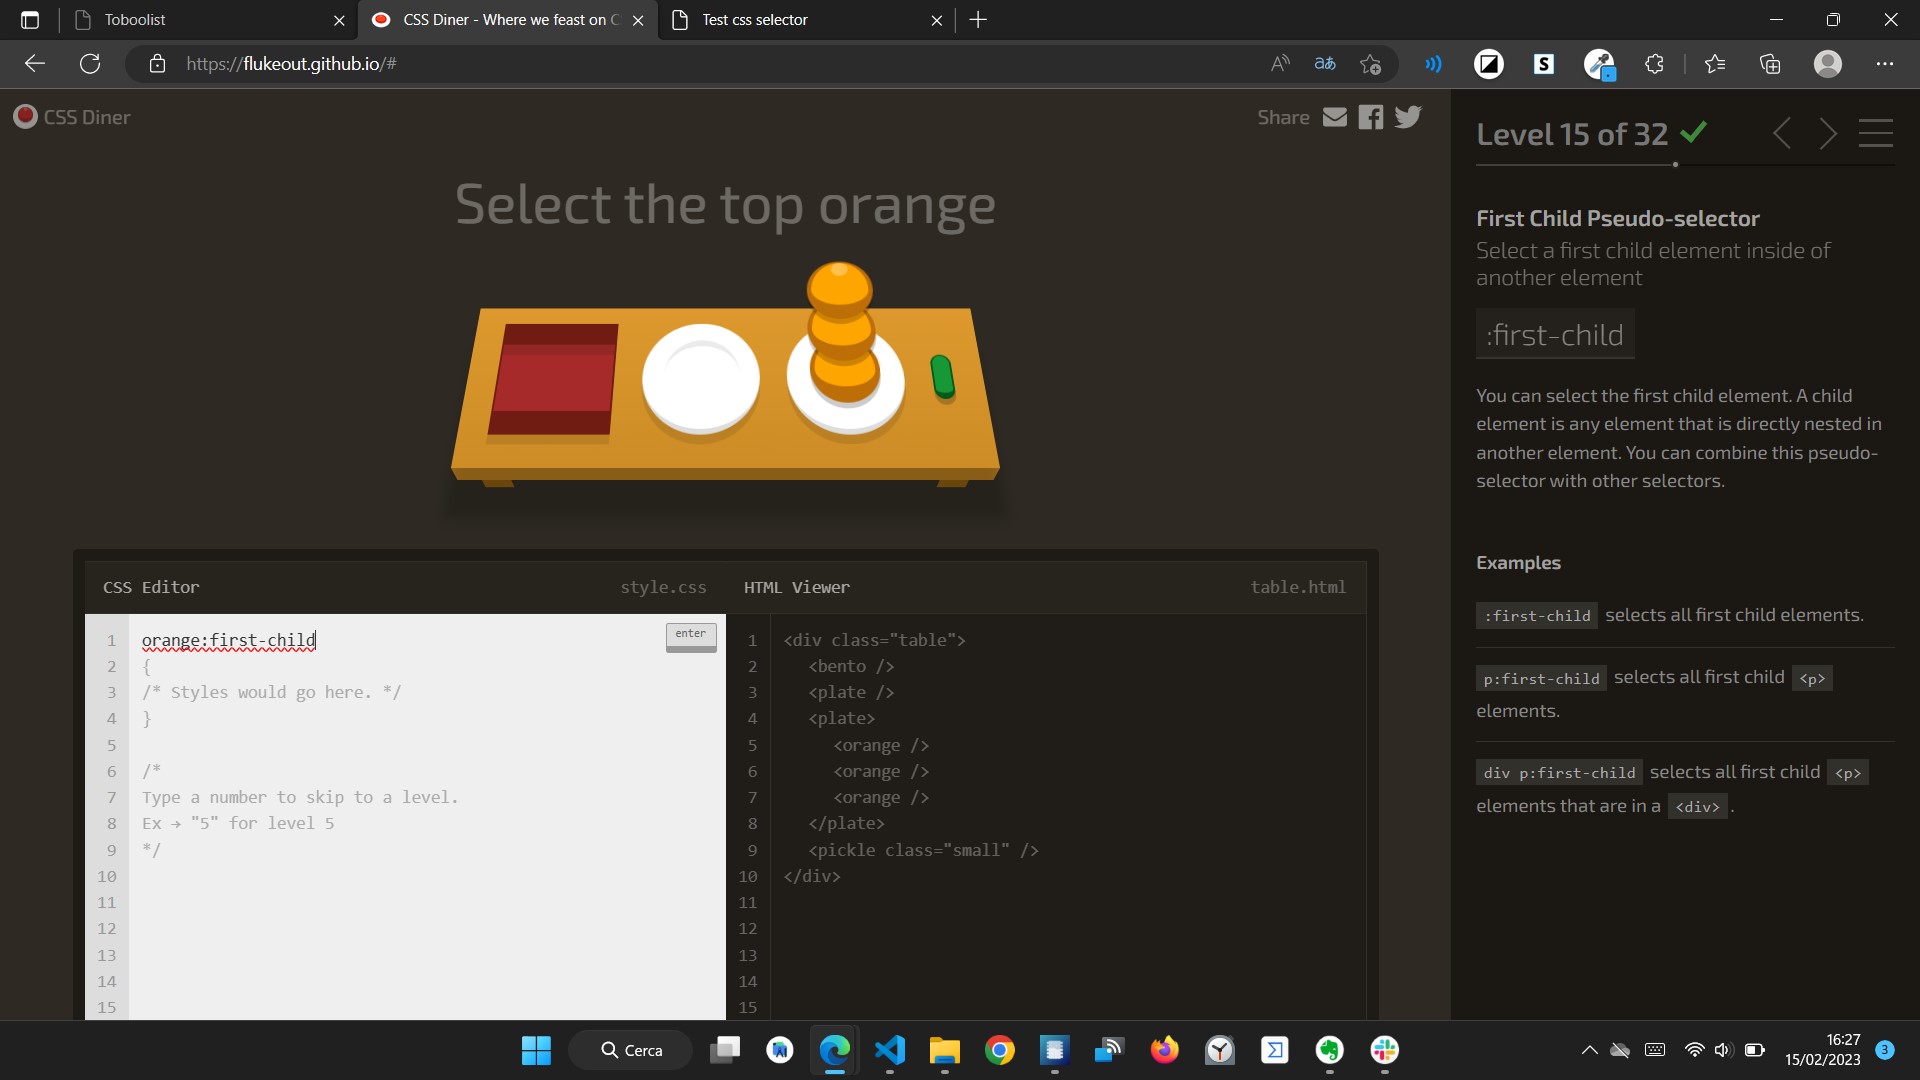 Toboolist
CSS Diner - Where we feast on C
Test css selector
https://flukeout.github.io/#
CSS Diner
Share
Select the top orange
Level 15 of 32
First Child Pseudo-selector
Select a first child element inside of
another element
:first-child
You can select the first child element. A child
element is any element that is directly nested in
another element. You can combine this pseudo-
selector with other selectors.
Examples
:first-child selects all first child elements.
p:first-child selects all first child <p>
elements.
div p:first-child selects all first child <p>
elements that are in a <div> .
CSS Editor
style.css
1 orange:first-child
enter
2 {
3 /* Styles would go here. */
4 }
5
6 /*
7 Type a number to skip to a level.
8 Ex → "5" for level 5
9 */
10
11
12
13
14
15
HTML Viewer
table.html
1 <div class="table">
2 <bento />
3 <plate />
4 <plate>
5 <orange />
6 <orange />
7 <orange />
8 </plate>
9 <pickle class="small" />
10 </div>
11
12
13
14
15
Cerca
16:27
15/02/2023
3